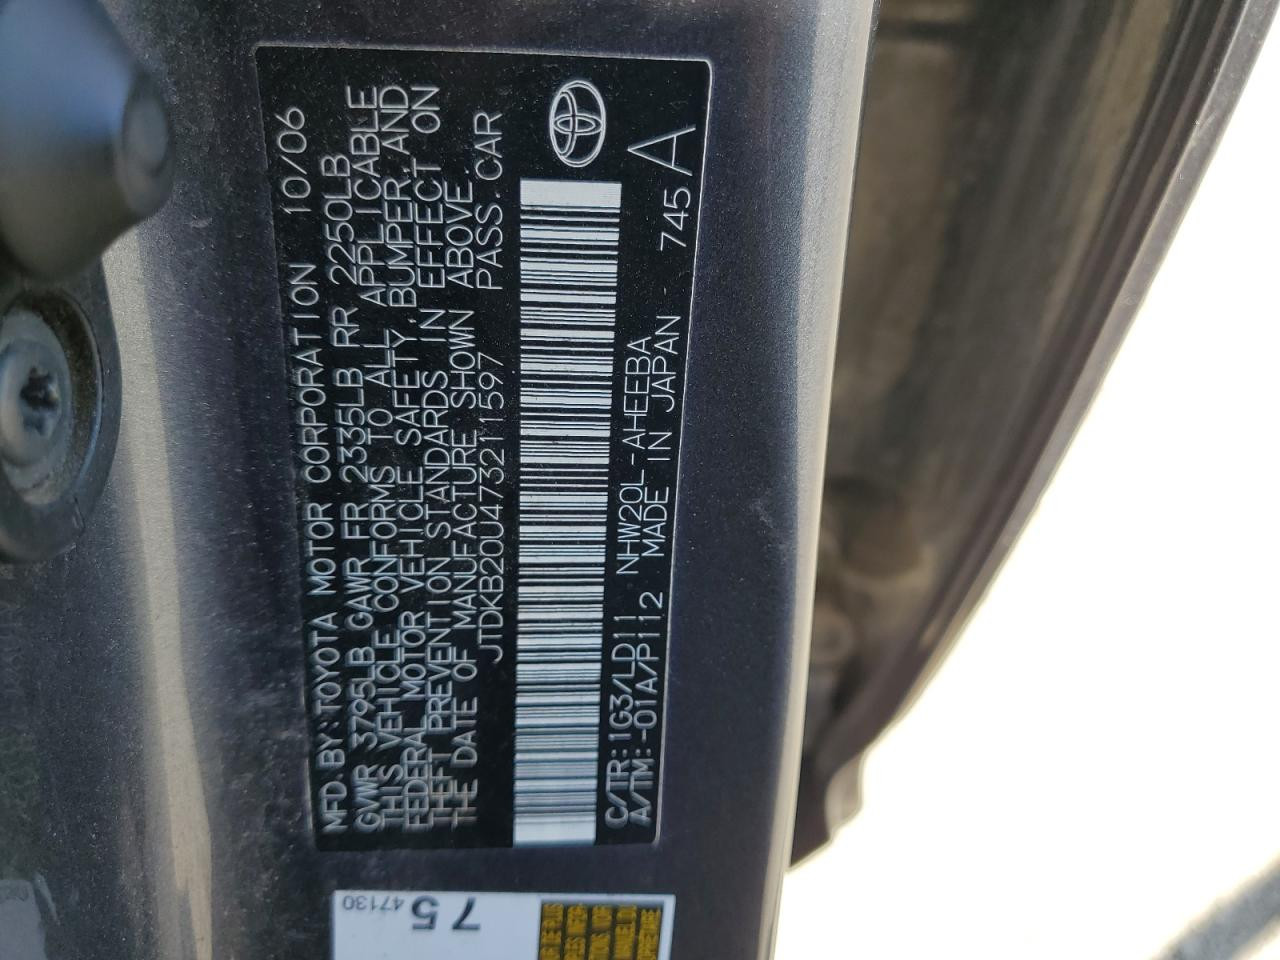 MFD. BY: TOYOTA MOTOR CORPORATION 10/06
GVWR 3795LB GAWR FR 2335LB RR 2250LB
THIS VEHICLE CONFORMS TO ALL APPLICABLE
FEDERAL MOTOR VEHICLE SAFETY, BUMPER, AND
THEFT PREVENTION STANDARDS IN EFFECT ON
THE DATE OF MANUFACTURE SHOWN ABOVE.
JTDKB20U473211597 PASS. CAR
C/TR: 1G3/LD11 NHW20L-AHEEBA
A/TM: -01A/P112 MADE IN JAPAN 745 A
75
47130